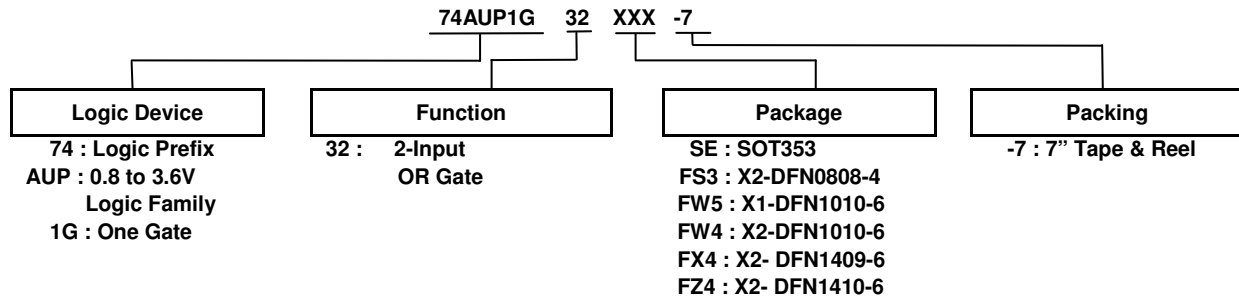 74AUP1G 32 XXX -7
Logic Device Function Package Packing
74 : Logic Prefix 32 : 2-Input SE : SOT353 -7 : 7” Tape & Reel
AUP : 0.8 to 3.6V OR Gate FS3 : X2-DFN0808-4
Logic Family FW5 : X1-DFN1010-6
1G : One Gate FW4 : X2-DFN1010-6
FX4 : X2- DFN1409-6
FZ4 : X2- DFN1410-6